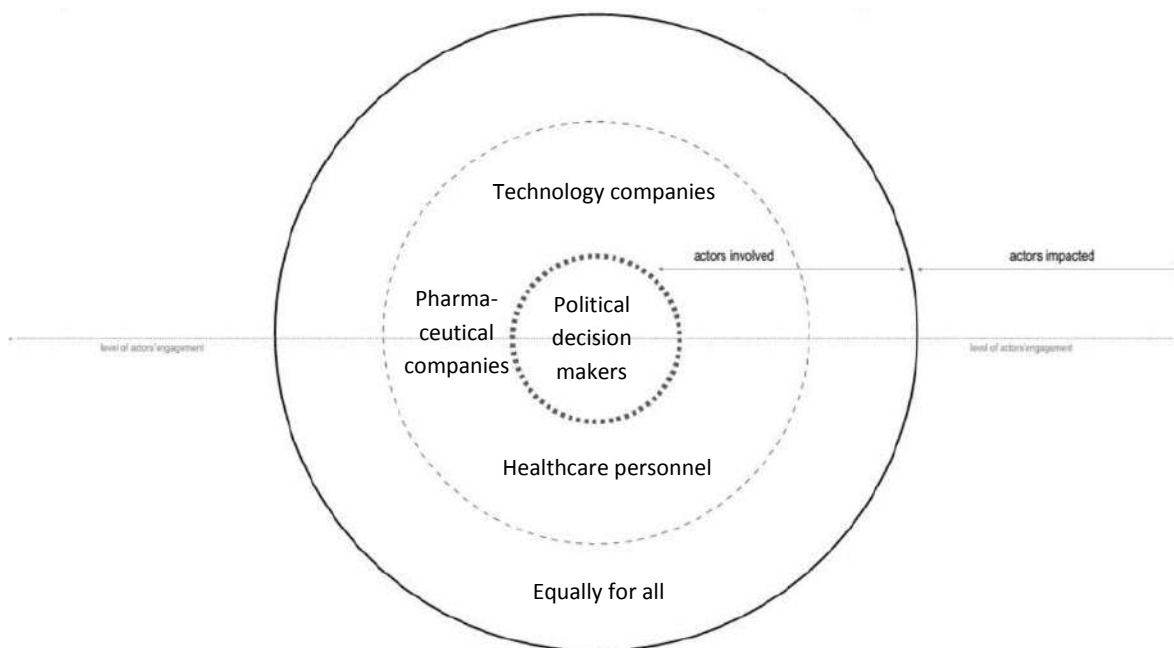 Technology companies
actors involved
actors impacted
Pharma-
ceutical
companies
Political
decision
makers
level of actors' engagement
level of actors' engagement
Healthcare personnel
Equally for all